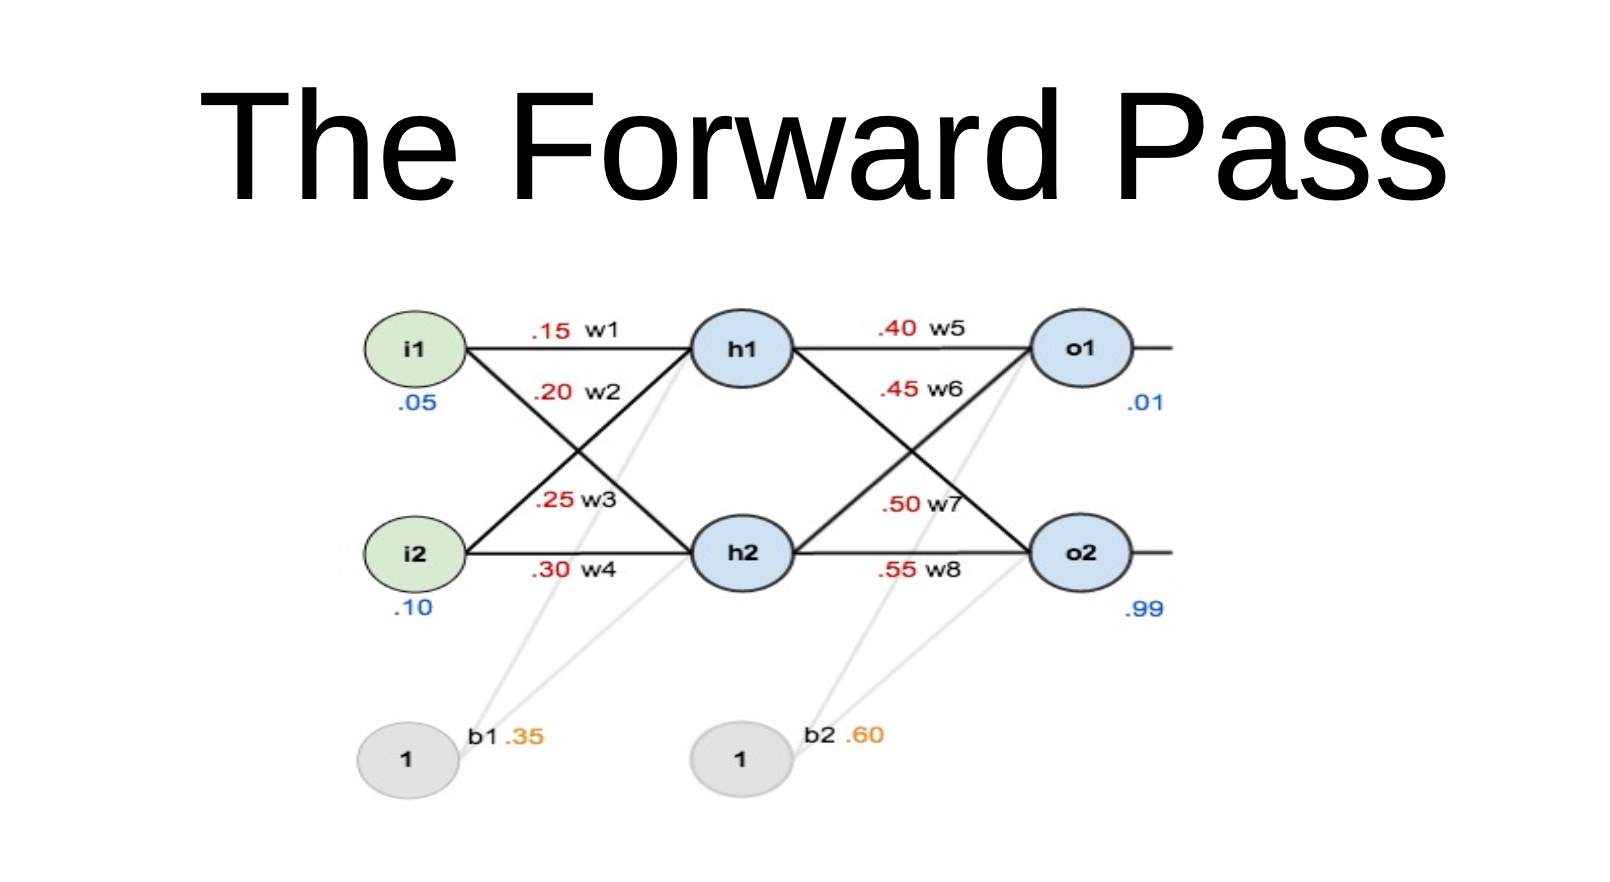 The Forward Pass
i1 .15 w1 h1 .40 w5 o1
.20 w2 .45 w6
.05 .01
.25 w3 .50 w7
i2 h2 o2
.30 w4 .55 w8
.10 .99
b1 .35 b2 .60
1 1